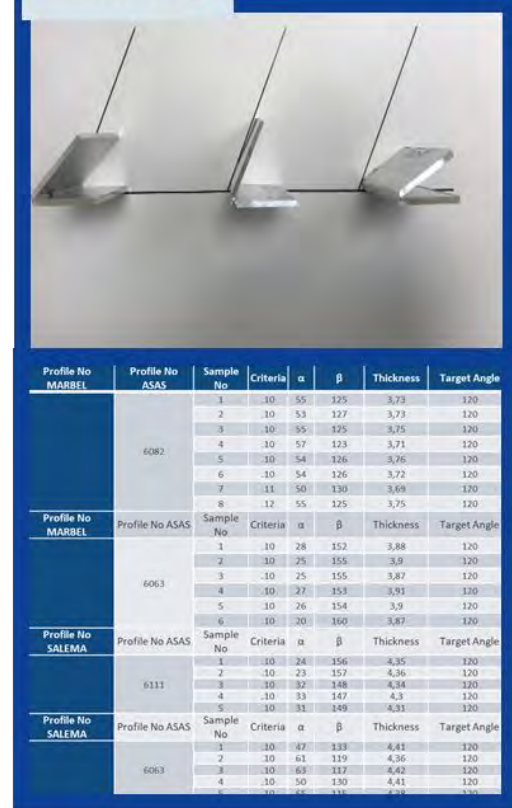 Profile No MARBEL Profile No ASAS Sample No Criteria α β Thickness Target Angle
6082
1 .10 55 125 3,73 120
2 .10 53 127 3,73 120
3 .10 55 125 3,75 120
4 .10 57 123 3,71 120
5 .10 54 126 3,76 120
6 .10 54 126 3,72 120
7 .11 50 130 3,69 120
8 .12 55 125 3,75 120
Profile No MARBEL Profile No ASAS Sample No Criteria α β Thickness Target Angle
6063
1 .10 28 152 3,88 120
2 .10 25 155 3,9 120
3 .10 25 155 3,87 120
4 .10 27 153 3,91 120
5 .10 26 154 3,9 120
6 .10 20 160 3,87 120
Profile No SALEMA Profile No ASAS Sample No Criteria α β Thickness Target Angle
6111
1 .10 24 156 4,35 120
2 .10 23 157 4,36 120
3 .10 32 148 4,34 120
4 .10 33 147 4,3 120
5 .10 31 149 4,31 120
Profile No SALEMA Profile No ASAS Sample No Criteria α β Thickness Target Angle
6063
1 .10 47 133 4,41 120
2 .10 61 119 4,36 120
3 .10 63 117 4,42 120
4 .10 50 130 4,41 120